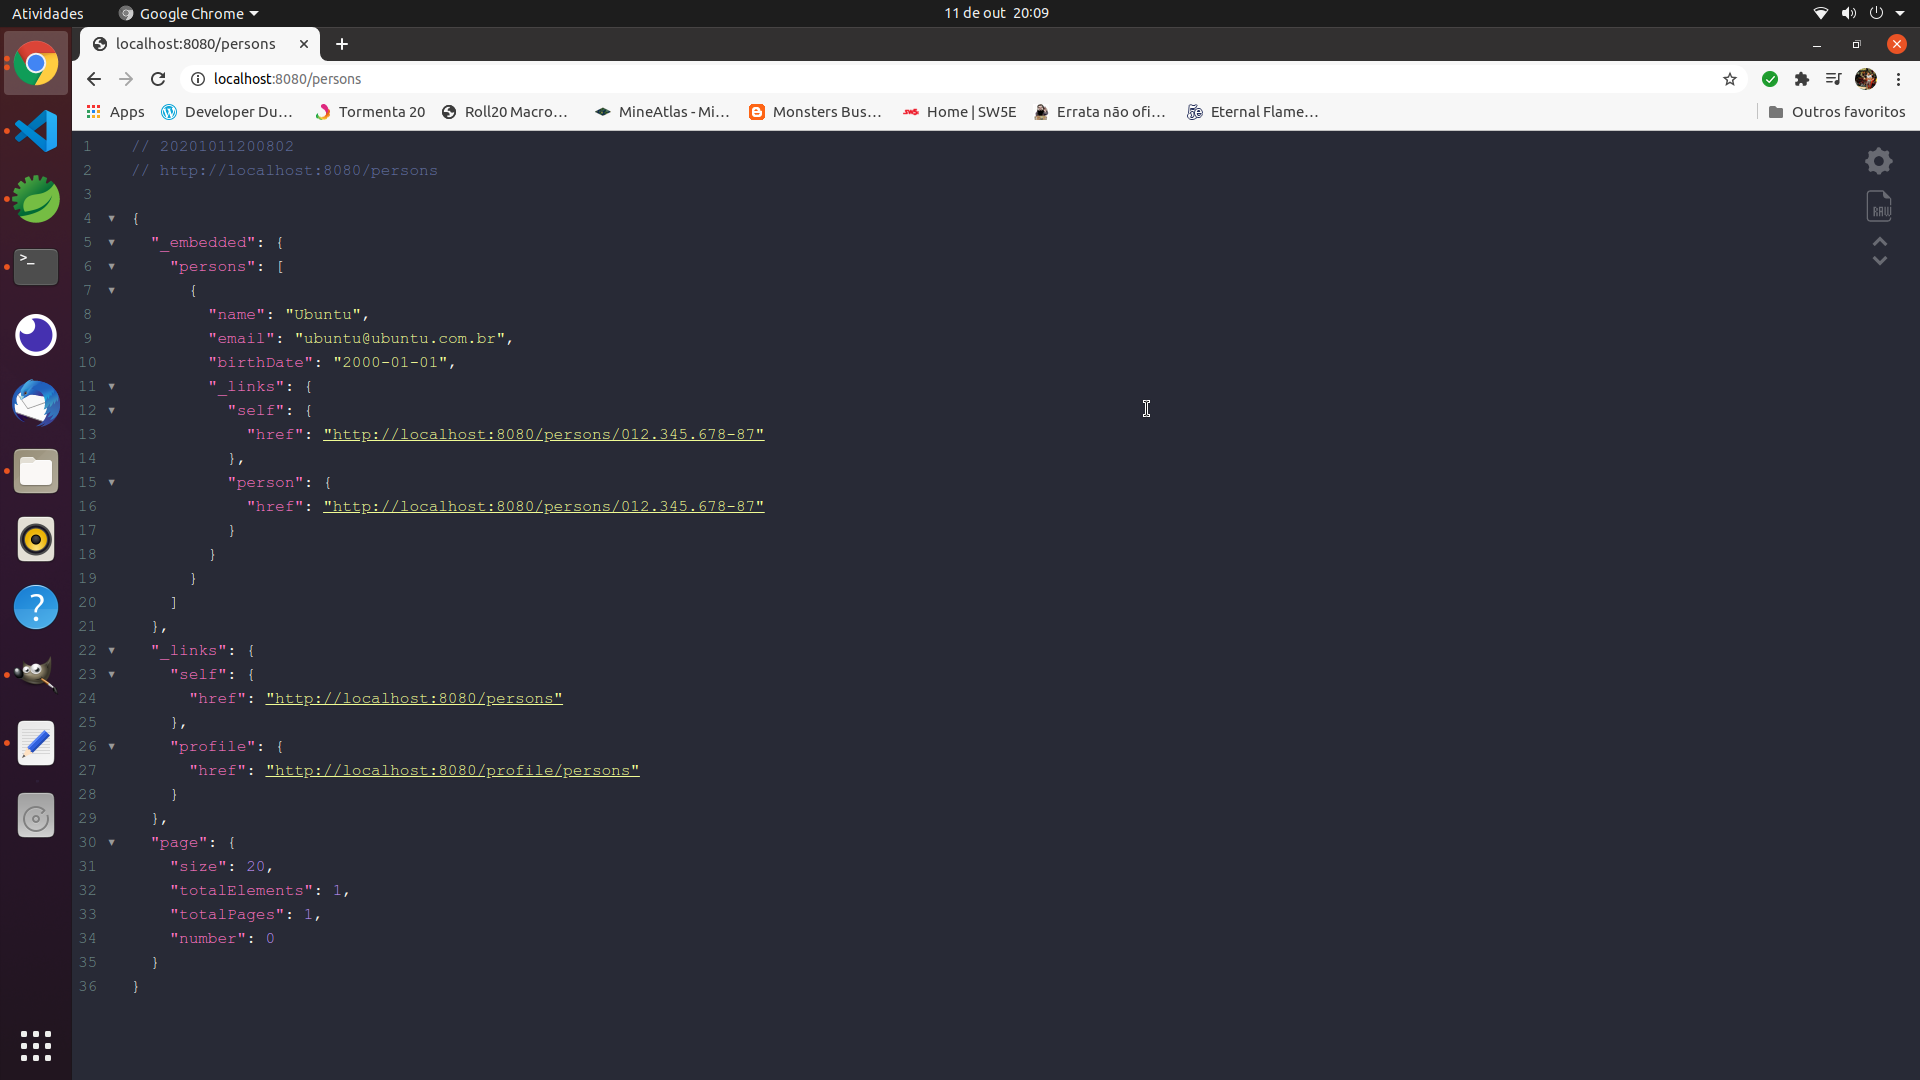 Atividades
Google Chrome
11 de out 20:09
localhost:8080/persons
localhost:8080/persons
Apps
Developer Du...
Tormenta 20
Roll20 Macro...
MineAtlas - Mi...
Monsters Bus...
Home | SW5E
Errata não ofi...
Eternal Flame...
Outros favoritos
1 // 20201011200802
2 // http://localhost:8080/persons
3
4 {
5 "_embedded": {
6 "persons": [
7 {
8 "name": "Ubuntu",
9 "email": "ubuntu@ubuntu.com.br",
10 "birthDate": "2000-01-01",
11 "_links": {
12 "self": {
13 "href": "http://localhost:8080/persons/012.345.678-87"
14 },
15 "person": {
16 "href": "http://localhost:8080/persons/012.345.678-87"
17 }
18 }
19 }
20 ]
21 },
22 "_links": {
23 "self": {
24 "href": "http://localhost:8080/persons"
25 },
26 "profile": {
27 "href": "http://localhost:8080/profile/persons"
28 }
29 },
30 "page": {
31 "size": 20,
32 "totalElements": 1,
33 "totalPages": 1,
34 "number": 0
35 }
36 }
RAW